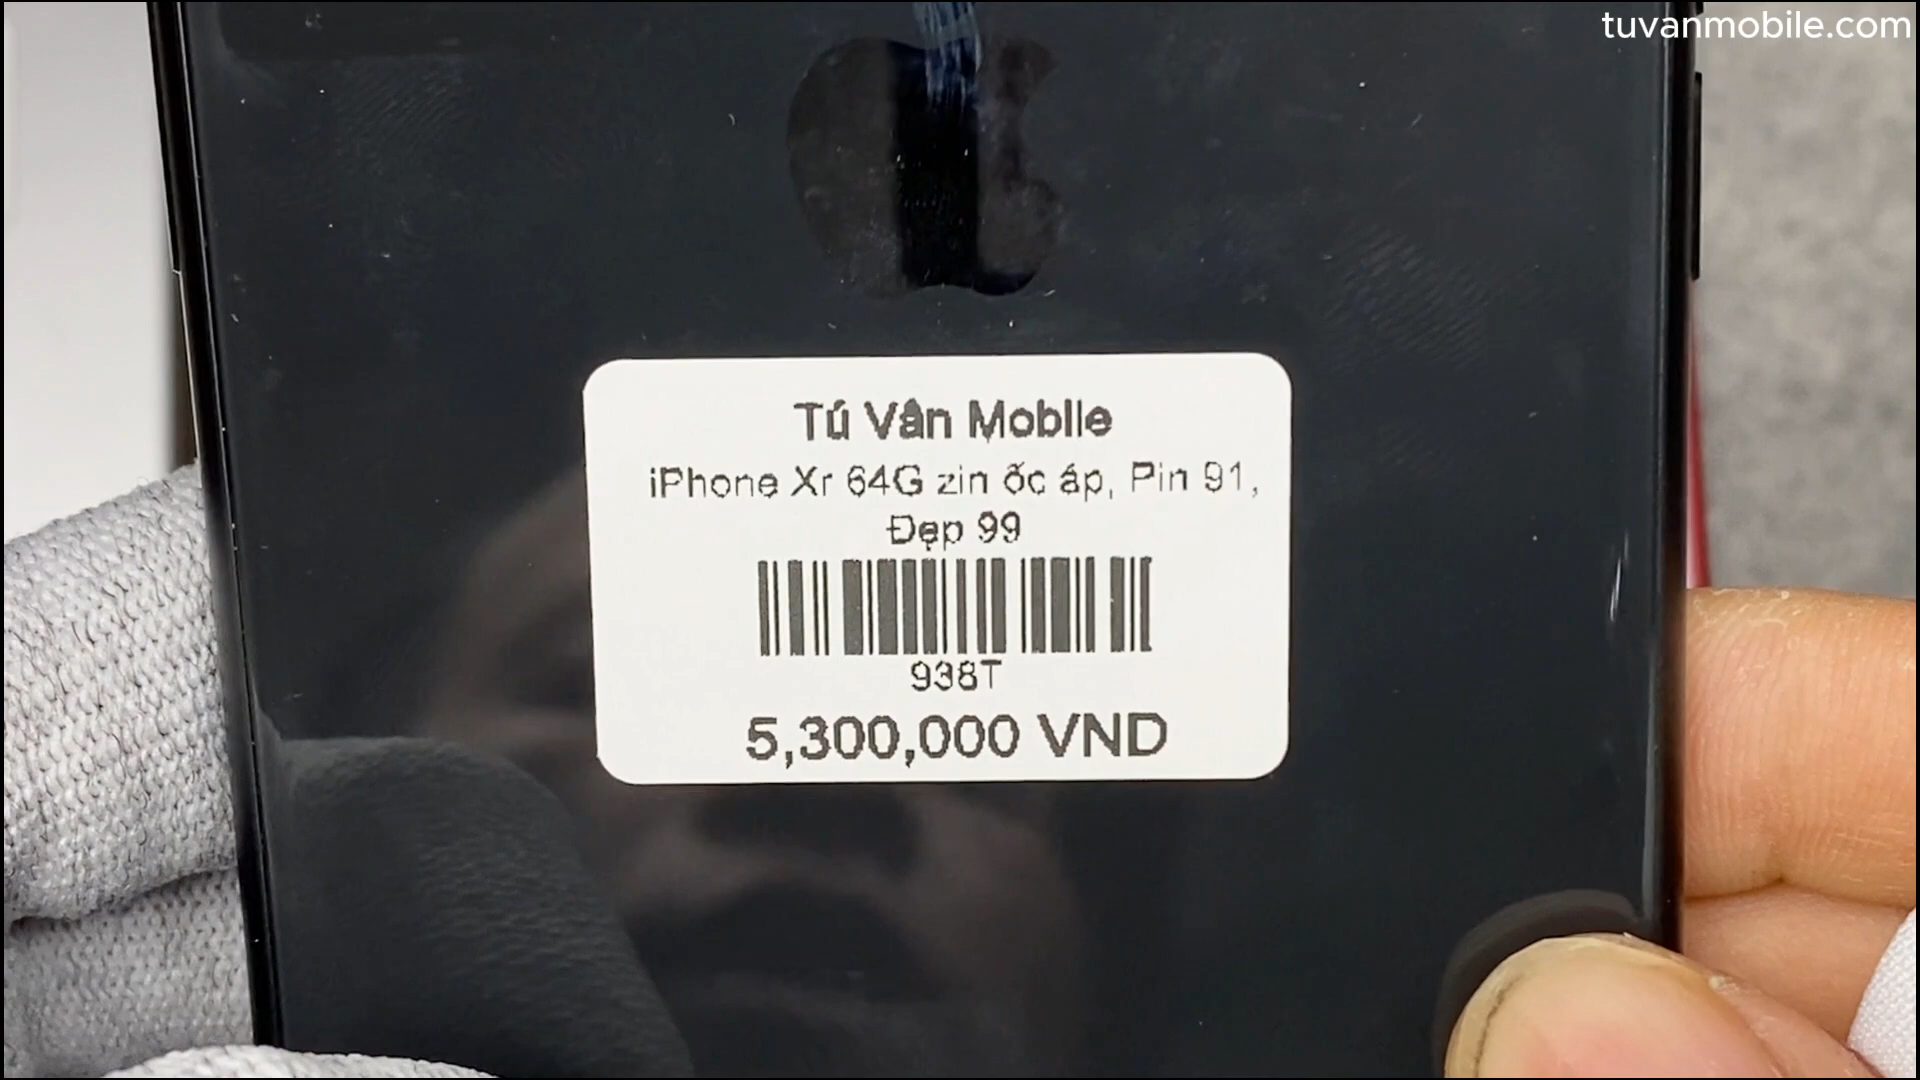 tuvanmobile.com
Tú Vân Mobile
iPhone Xr 64G zin ốc áp, Pin 91,
Đẹp 99
938T
5,300,000 VND